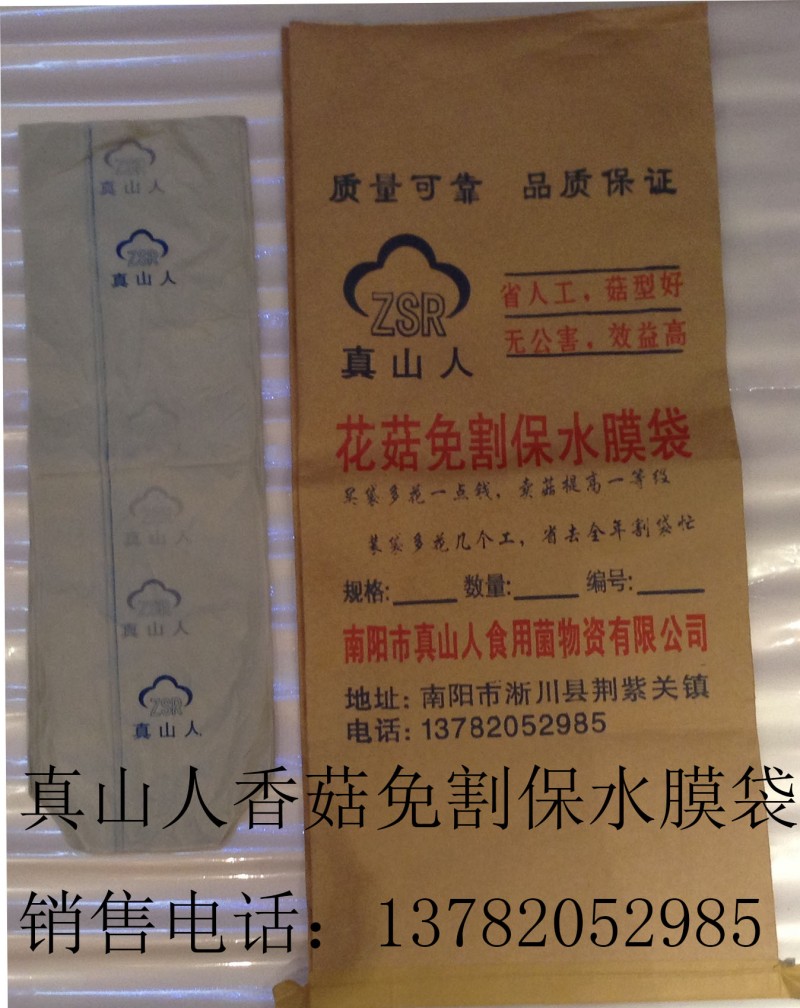 真山人
ZSR
真山人
真山人
ZSR
真山人
ZSR
真山人
质量可靠 品质保证
ZSR
真山人
省人工，菇型好
无公害，效益高
花菇免割保水膜袋
买袋多花一点钱，卖菇提高一等级
装袋多花几个工，省去全年割袋忙
规格:_____ 数量:_____ 编号:_____
南阳市真山人食用菌物资有限公司
地址: 南阳市淅川县荆紫关镇
电话: 13782052985
真山人香菇免割保水膜袋
销售电话：13782052985